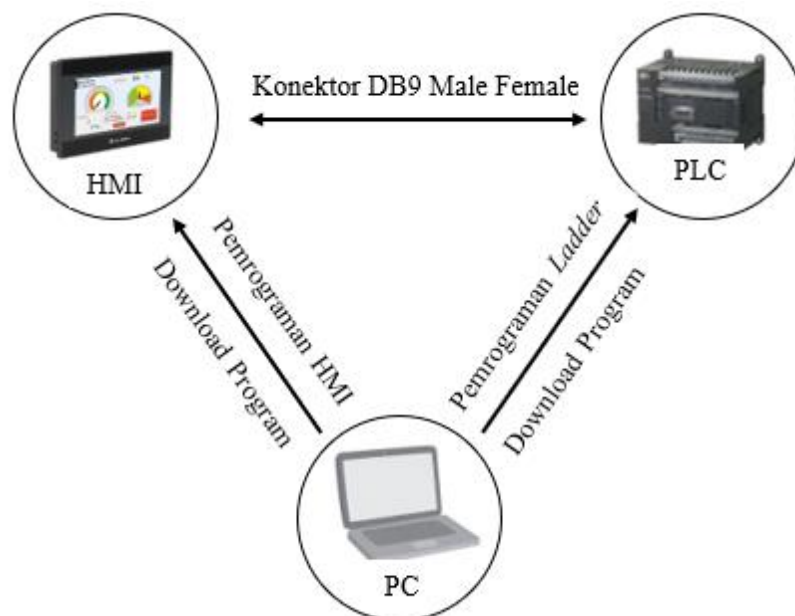 Konektor DB9 Male Female
HMI
PLC
Pemrograman HMI
Download Program
Pemrograman Ladder
Download Program
PC